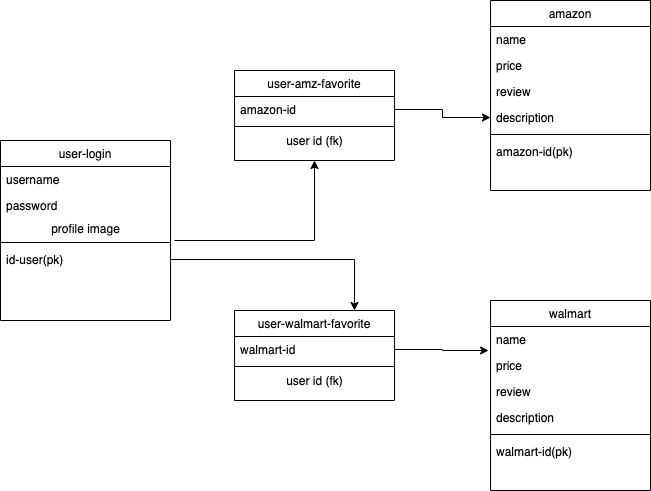 amazon
name
price
review
description
amazon-id(pk)
user-amz-favorite
amazon-id
user id (fk)
user-login
username
password
profile image
id-user(pk)
user-walmart-favorite
walmart-id
user id (fk)
walmart
name
price
review
description
walmart-id(pk)